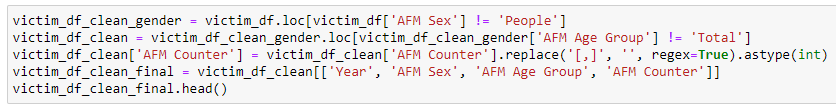 victim_df_clean_gender = victim_df.loc[victim_df['AFM Sex'] != 'People']
victim_df_clean = victim_df_clean_gender.loc[victim_df_clean_gender['AFM Age Group'] != 'Total']
victim_df_clean['AFM Counter'] = victim_df_clean['AFM Counter'].replace('[,]', '', regex=True).astype(int)
victim_df_clean_final = victim_df_clean[['Year', 'AFM Sex', 'AFM Age Group', 'AFM Counter']]
victim_df_clean_final.head()